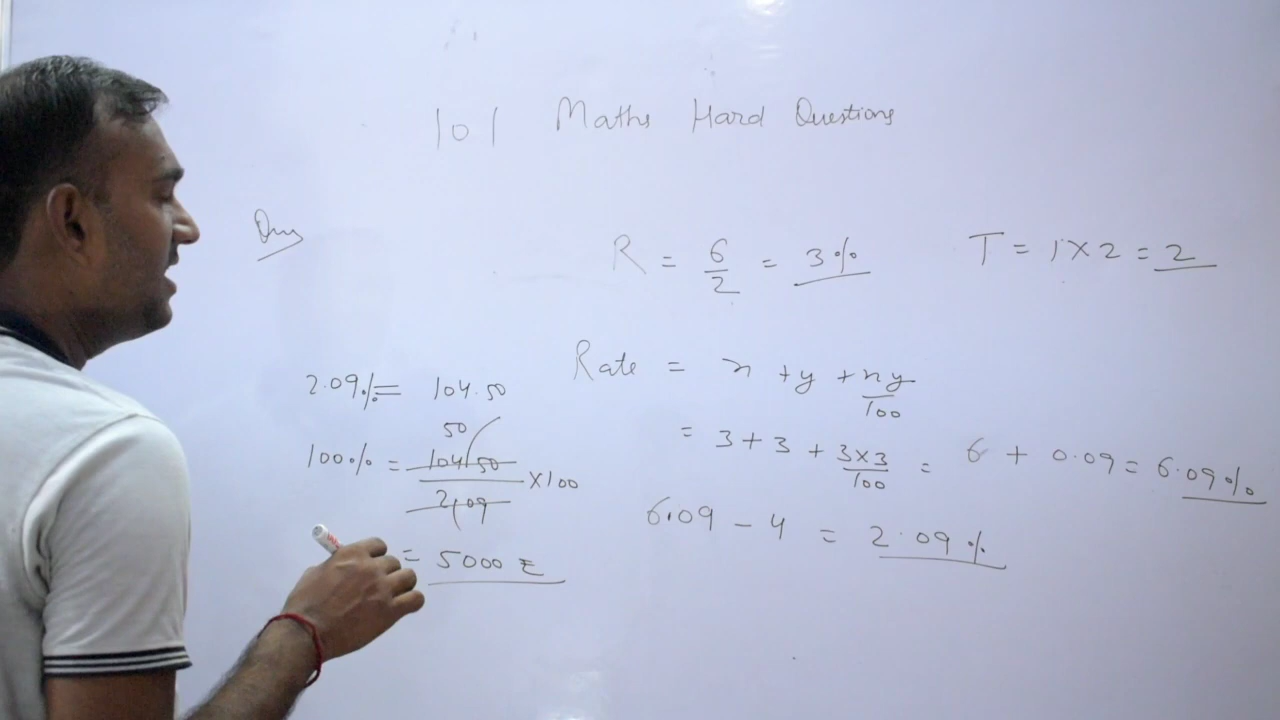 101 Maths Hard Questions
Ques
R = 6/2 = 3%
T = 1 × 2 = 2
Rate = x + y + xy/100
= 3 + 3 + 3×3/100 = 6 + 0.09 = 6.09%
6.09 - 4 = 2.09%
2.09% = 104.50
50
100% = 104.50/2.09 × 100
= 5000 ₹